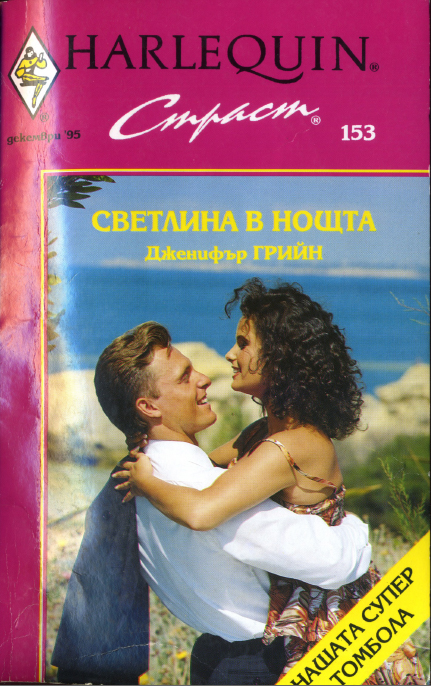 HARLEQUIN®
Страст®
декември '95
153
СВЕТЛИНА В НОЩТА
Дженифър ГРИЙН
НАШАТА СУПЕР
ТОМБОЛА